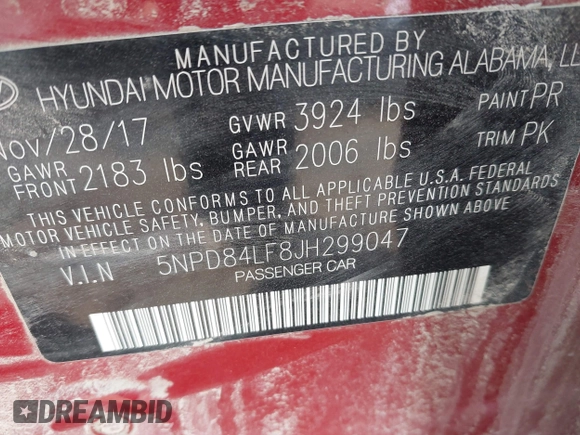 MANUFACTURED BY
HYUNDAI MOTOR MANUFACTURING ALABAMA, LL
Nov/28/17 GVWR 3924 lbs PAINT PR
GAWR FRONT 2183 lbs GAWR REAR 2006 lbs TRIM PK
THIS VEHICLE CONFORMS TO ALL APPLICABLE U.S.A. FEDERAL
MOTOR VEHICLE SAFETY, BUMPER, AND THEFT PREVENTION STANDARDS
IN EFFECT ON THE DATE OF MANUFACTURE SHOWN ABOVE
V.I.N 5NPD84LF8JH299047
PASSENGER CAR
DREAMBID